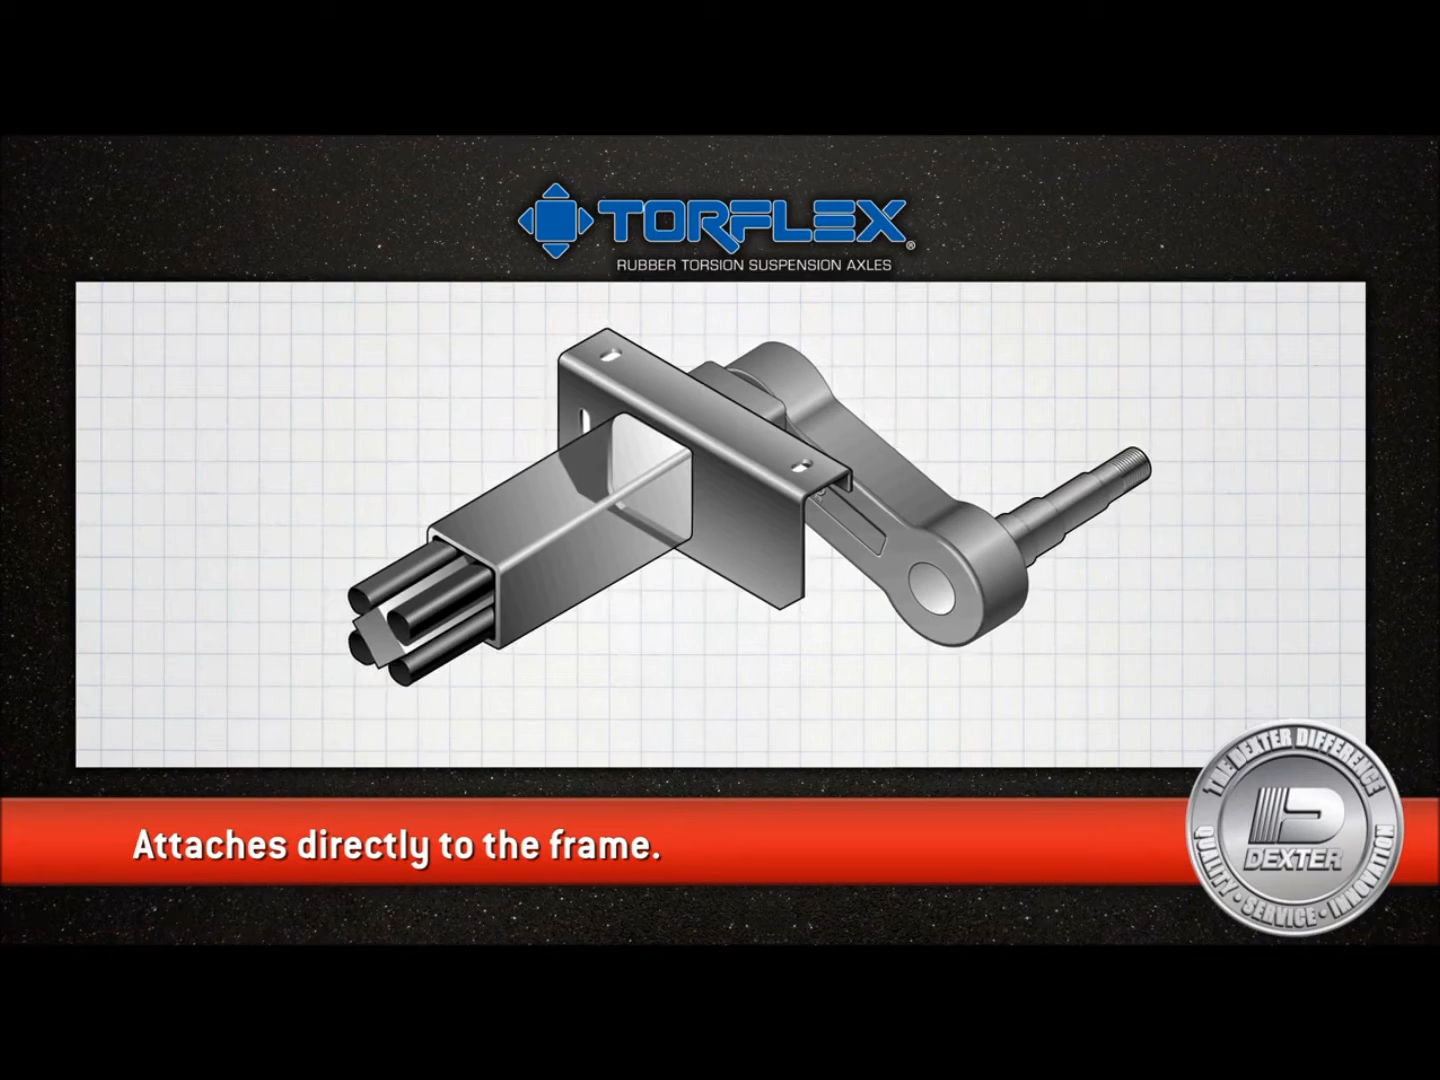 TORFLEX®
RUBBER TORSION SUSPENSION AXLES
Attaches directly to the frame.
THE DEXTER DIFFERENCE
DEXTER
QUALITY • SERVICE • INNOVATION